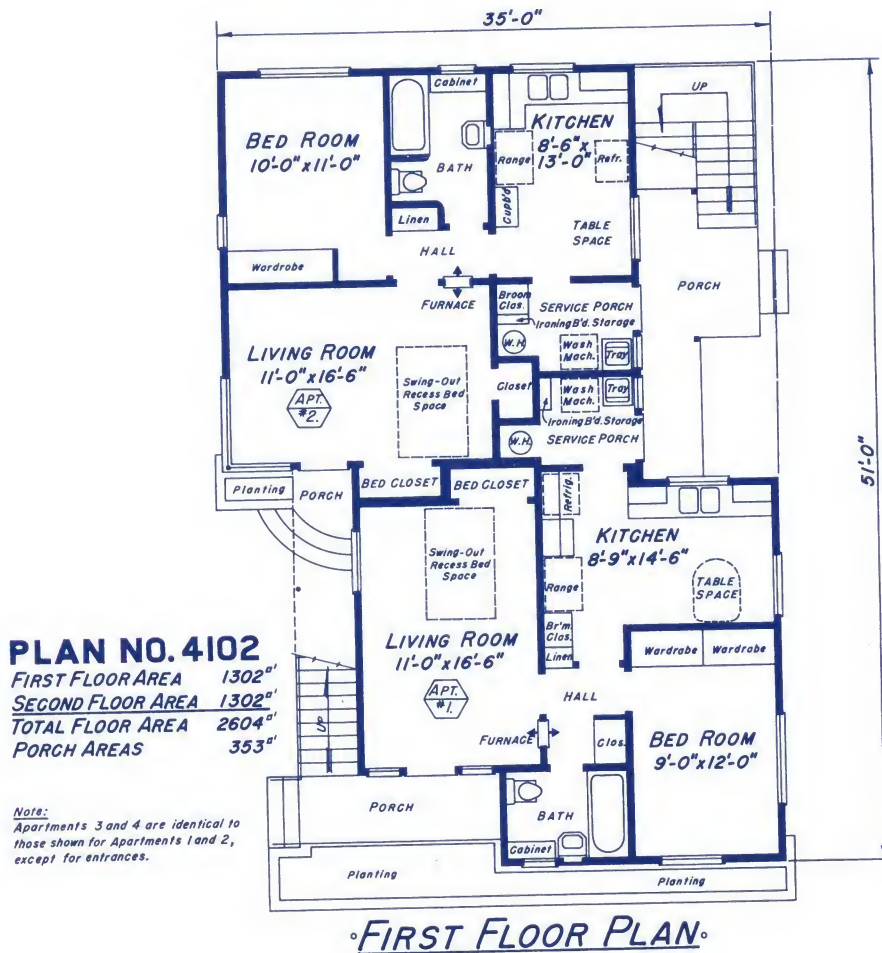 35'-0"
Cabinet
UP
BED ROOM
10'-0" x 11'-0"
KITCHEN
8'-6" x
13'-0"
Range
Refr.
BATH
Linen
Cupb'd
TABLE
SPACE
HALL
Wardrobe
FURNACE
Broom
Clos.
SERVICE PORCH
Ironing B'd. Storage
PORCH
W.H.
Wash
Mach.
Tray
LIVING ROOM
11'-0" x 16'-6"
APT.
#2.
Swing-Out
Recess Bed
Space
Closet
Wash
Mach.
Tray
Ironing B'd. Storage
W.H.
SERVICE PORCH
51'-0"
Planting
PORCH
BED CLOSET
BED CLOSET
Refrig.
KITCHEN
8'-9" x 14'-6"
Swing-Out
Recess Bed
Space
Range
TABLE
SPACE
Br'm.
Clos.
Linen
Wardrobe
Wardrobe
LIVING ROOM
11'-0" x 16'-6"
APT.
#1.
HALL
UP
FURNACE
Clos.
BED ROOM
9'-0" x 12'-0"
PORCH
BATH
Cabinet
Planting
Planting
PLAN NO. 4102
FIRST FLOOR AREA 1302□'
SECOND FLOOR AREA 1302□'
TOTAL FLOOR AREA 2604□'
PORCH AREAS 353□'
Note:
Apartments 3 and 4 are identical to
those shown for Apartments 1 and 2,
except for entrances.
FIRST FLOOR PLAN